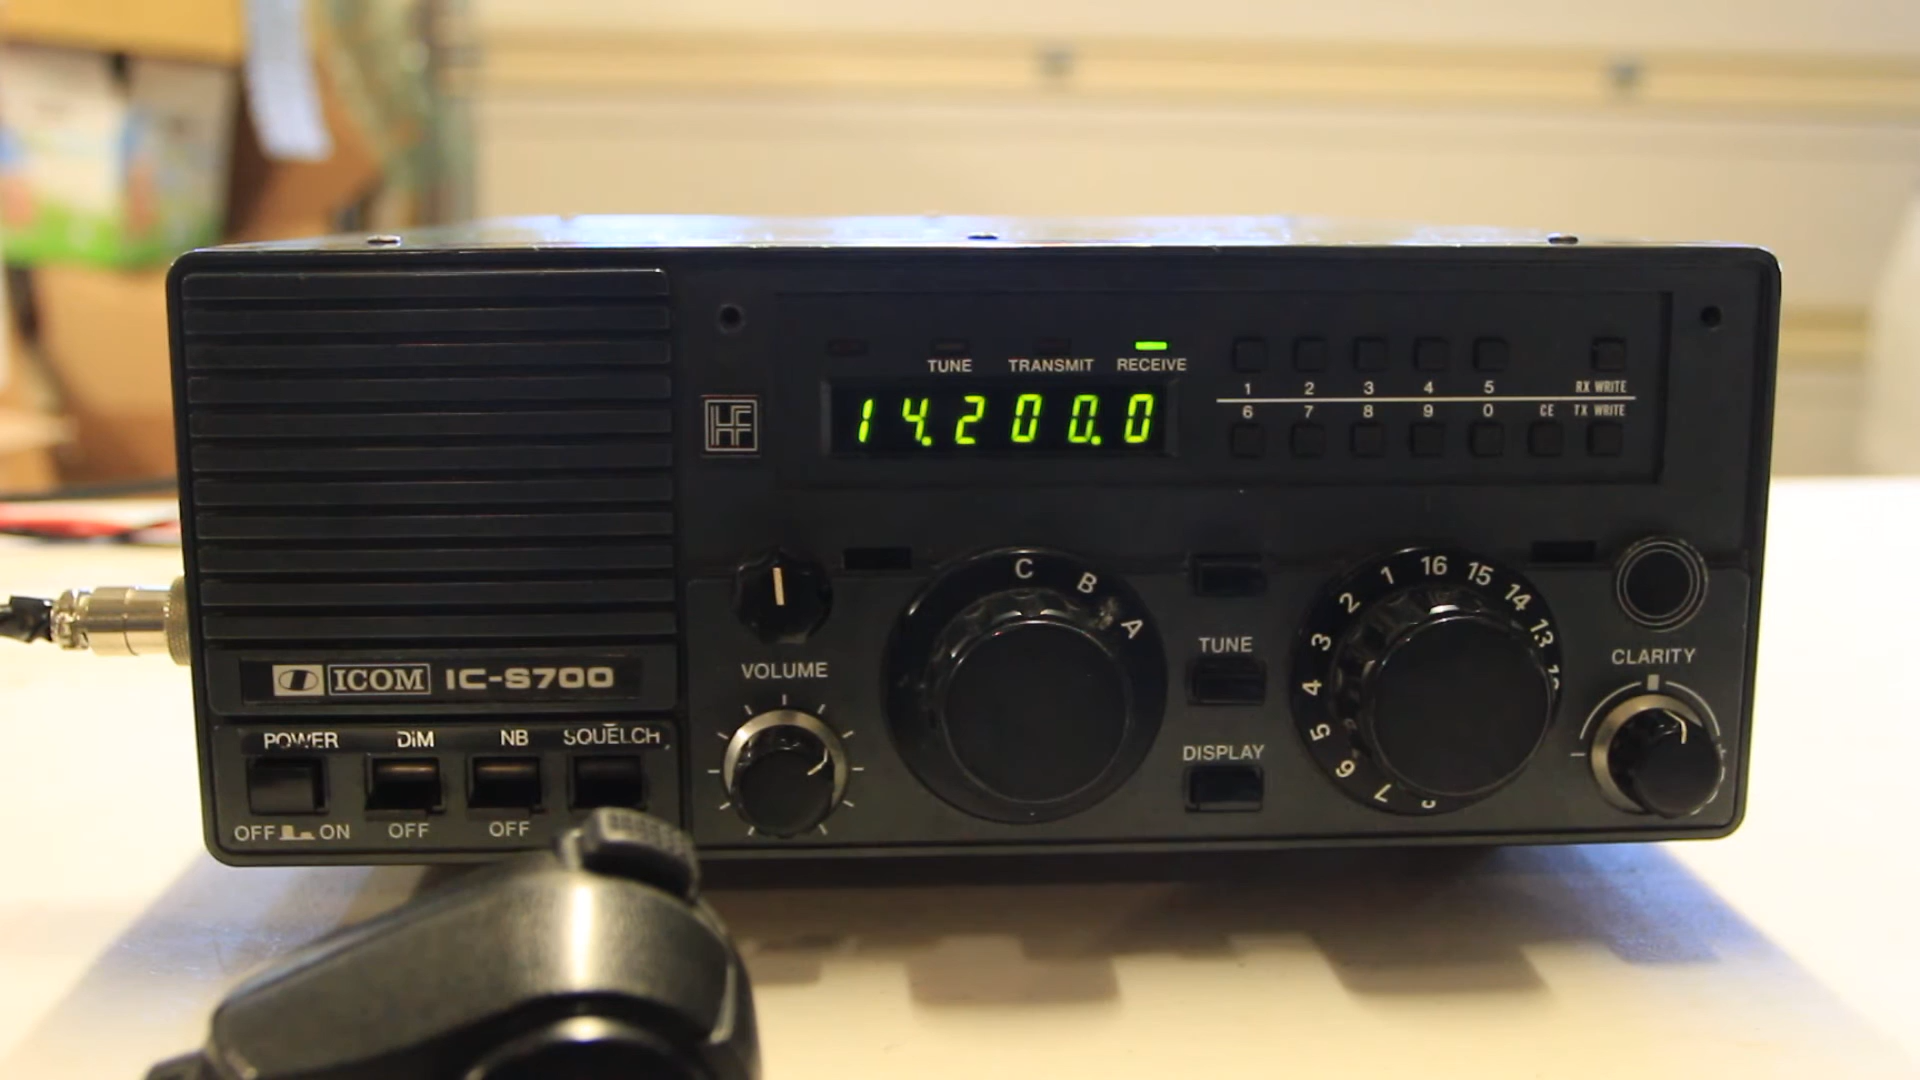 TUNE TRANSMIT RECEIVE
14.200.0
HF
1 2 3 4 5 RX WRITE
6 7 8 9 0 CE TX WRITE
C B A
1 16 15 14 13
2 3 4 5 6 7
VOLUME
TUNE
DISPLAY
CLARITY
ICOM IC-S700
POWER DIM NB SQUELCH
OFF ON OFF OFF